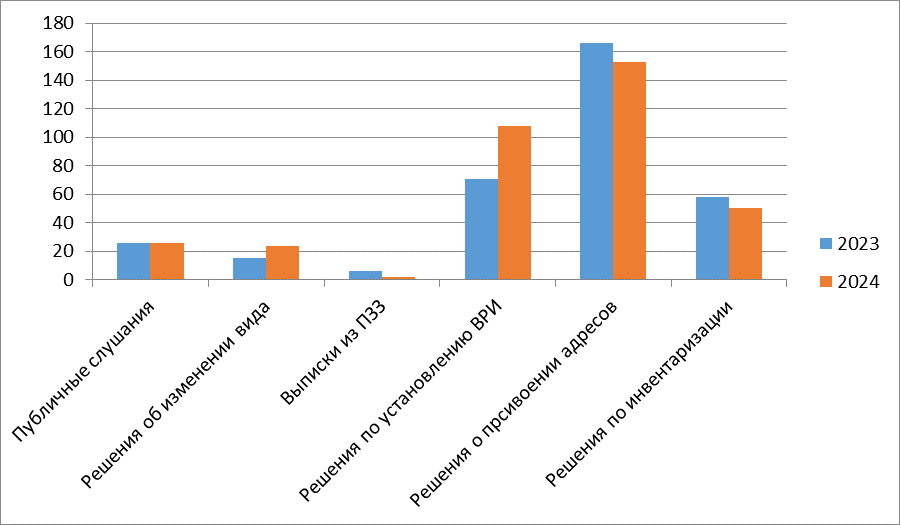 180
160
140
120
100
80
60
40
20
0
Публичные слушания
Решения об изменении вида
Выписки из ПЗЗ
Решения по установлению ВРИ
Решения о прсивоении адресов
Решения по инвентаризации
2023
2024